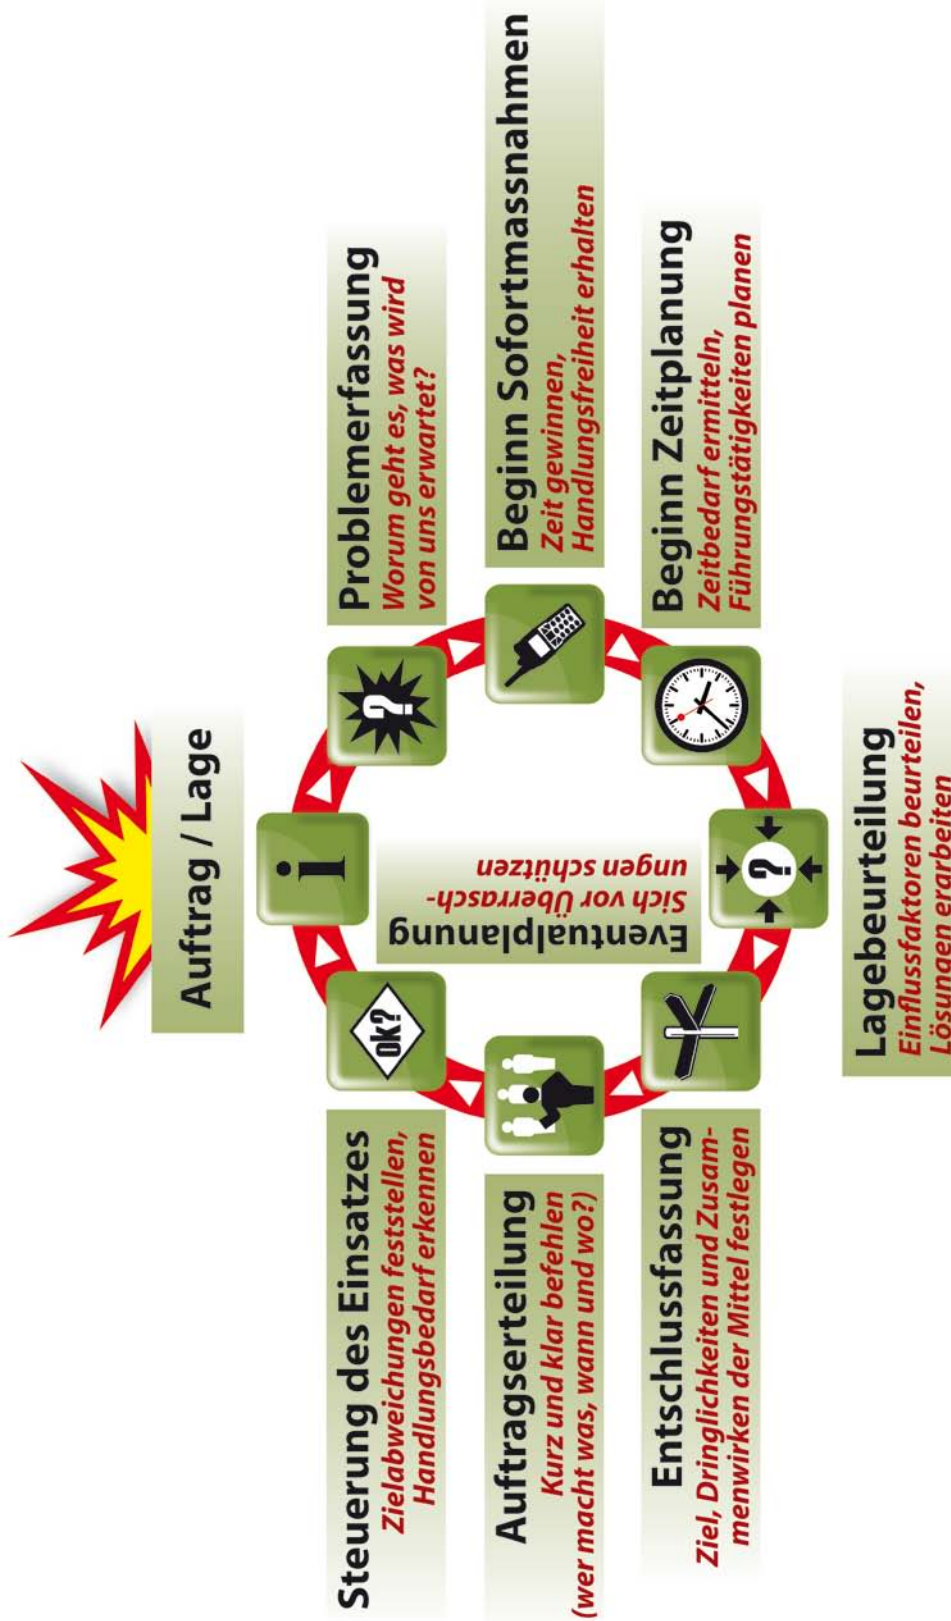 Auftrag / Lage
i
Problemerfassung
Worum geht es, was wird
von uns erwartet?
?
Beginn Sofortmassnahmen
Zeit gewinnen,
Handlungsfreiheit erhalten
Beginn Zeitplanung
Zeitbedarf ermitteln,
Führungstätigkeiten planen
?
Lagebeurteilung
Einflussfaktoren beurteilen,
Lösungen erarbeiten
Entschlussfassung
Ziel, Dringlichkeiten und Zusam-
menwirken der Mittel festlegen
Auftragserteilung
Kurz und klar befehlen
(wer macht was, wann und wo?)
Steuerung des Einsatzes
Zielabweichungen feststellen,
Handlungsbedarf erkennen
ok?
Eventualplanung
Sich vor Überrasch-
ungen schützen